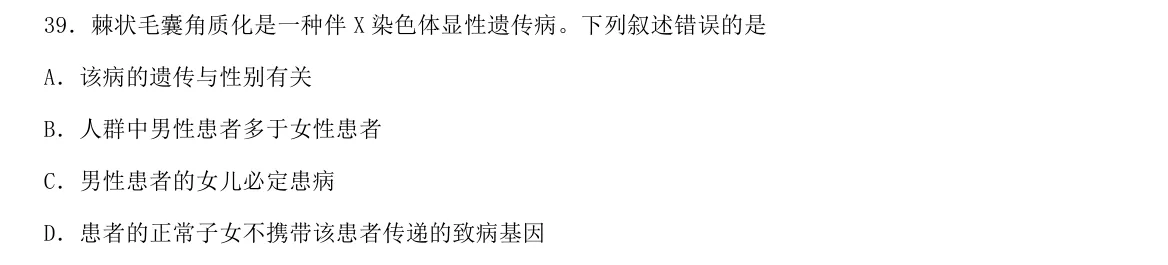 39．棘状毛囊角质化是一种伴 X 染色体显性遗传病。下列叙述错误的是
A．该病的遗传与性别有关
B．人群中男性患者多于女性患者
C．男性患者的女儿必定患病
D．患者的正常子女不携带该患者传递的致病基因